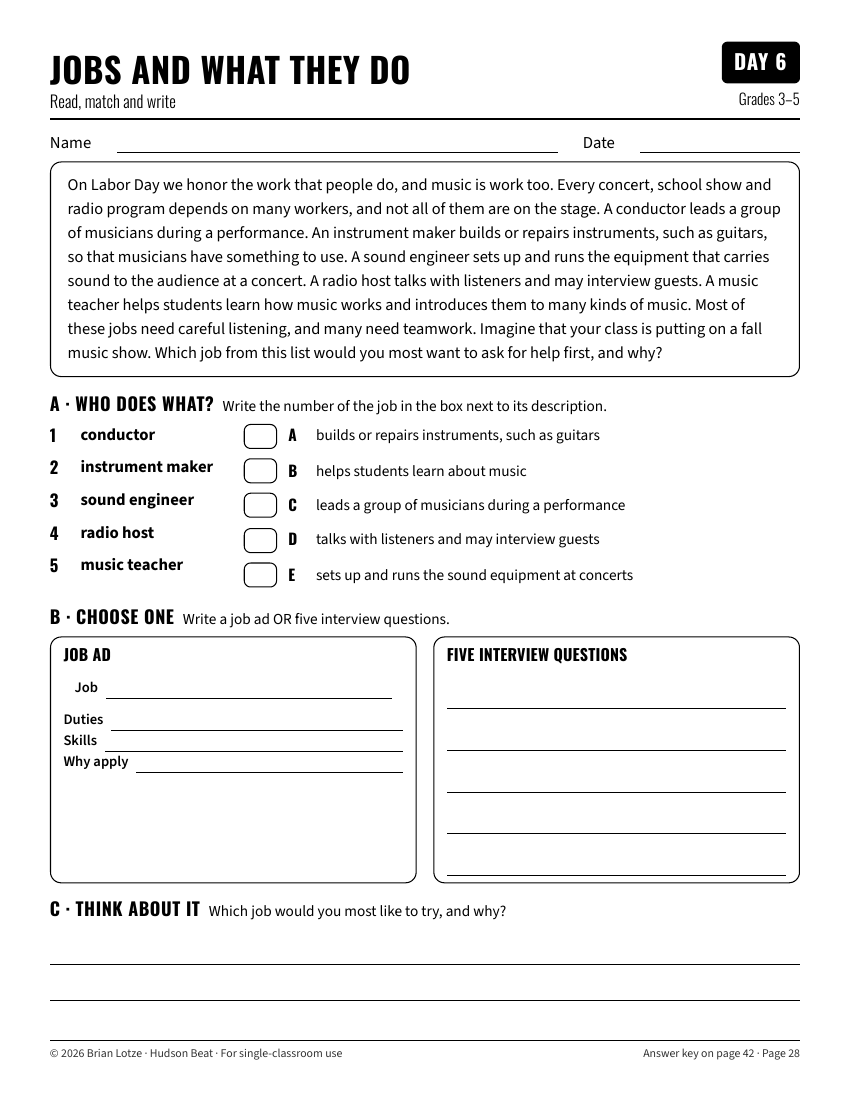 JOBS AND WHAT THEY DO
DAY 6
Read, match and write
Grades 3–5
Name
Date
On Labor Day we honor the work that people do, and music is work too. Every concert, school show and
radio program depends on many workers, and not all of them are on the stage. A conductor leads a group
of musicians during a performance. An instrument maker builds or repairs instruments, such as guitars,
so that musicians have something to use. A sound engineer sets up and runs the equipment that carries
sound to the audience at a concert. A radio host talks with listeners and may interview guests. A music
teacher helps students learn how music works and introduces them to many kinds of music. Most of
these jobs need careful listening, and many need teamwork. Imagine that your class is putting on a fall
music show. Which job from this list would you most want to ask for help first, and why?
A · WHO DOES WHAT? Write the number of the job in the box next to its description.
1 conductor
2 instrument maker
3 sound engineer
4 radio host
5 music teacher
A builds or repairs instruments, such as guitars
B helps students learn about music
C leads a group of musicians during a performance
D talks with listeners and may interview guests
E sets up and runs the sound equipment at concerts
B · CHOOSE ONE Write a job ad OR five interview questions.
JOB AD
Job
Duties
Skills
Why apply
FIVE INTERVIEW QUESTIONS
C · THINK ABOUT IT Which job would you most like to try, and why?
© 2026 Brian Lotze · Hudson Beat · For single-classroom use
Answer key on page 42 · Page 28